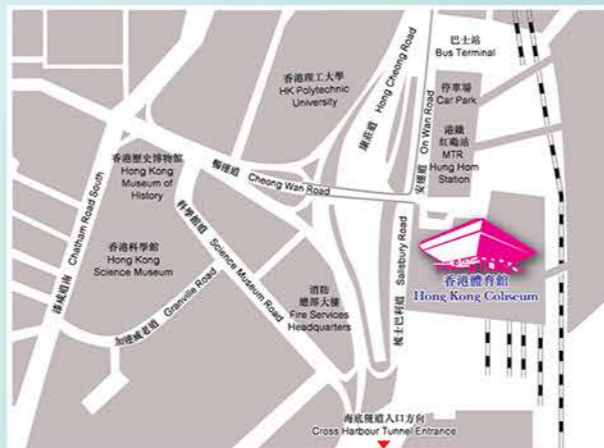 巴士站
Bus Terminal
香港理工大學
HK Polytechnic
University
康莊道 Hong Cheong Road
停車場
Car Park
安運道 On Wan Road
港鐵
紅磡站
MTR
Hung Hom
Station
香港歷史博物館
Hong Kong
Museum of
History
暢運道 Cheong Wan Road
漆咸道南 Chatham Road South
科學館道 Science Museum Road
香港科學館
Hong Kong
Science Museum
梳士巴利道 Salisbury Road
香港體育館
Hong Kong Coliseum
加連威老道 Granville Road
消防
總部大樓
Fire Services
Headquarters
海底隧道入口方向
Cross Harbour Tunnel Entrance